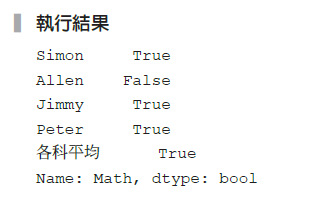 執行結果
Simon True
Allen False
Jimmy True
Peter True
各科平均 True
Name: Math, dtype: bool